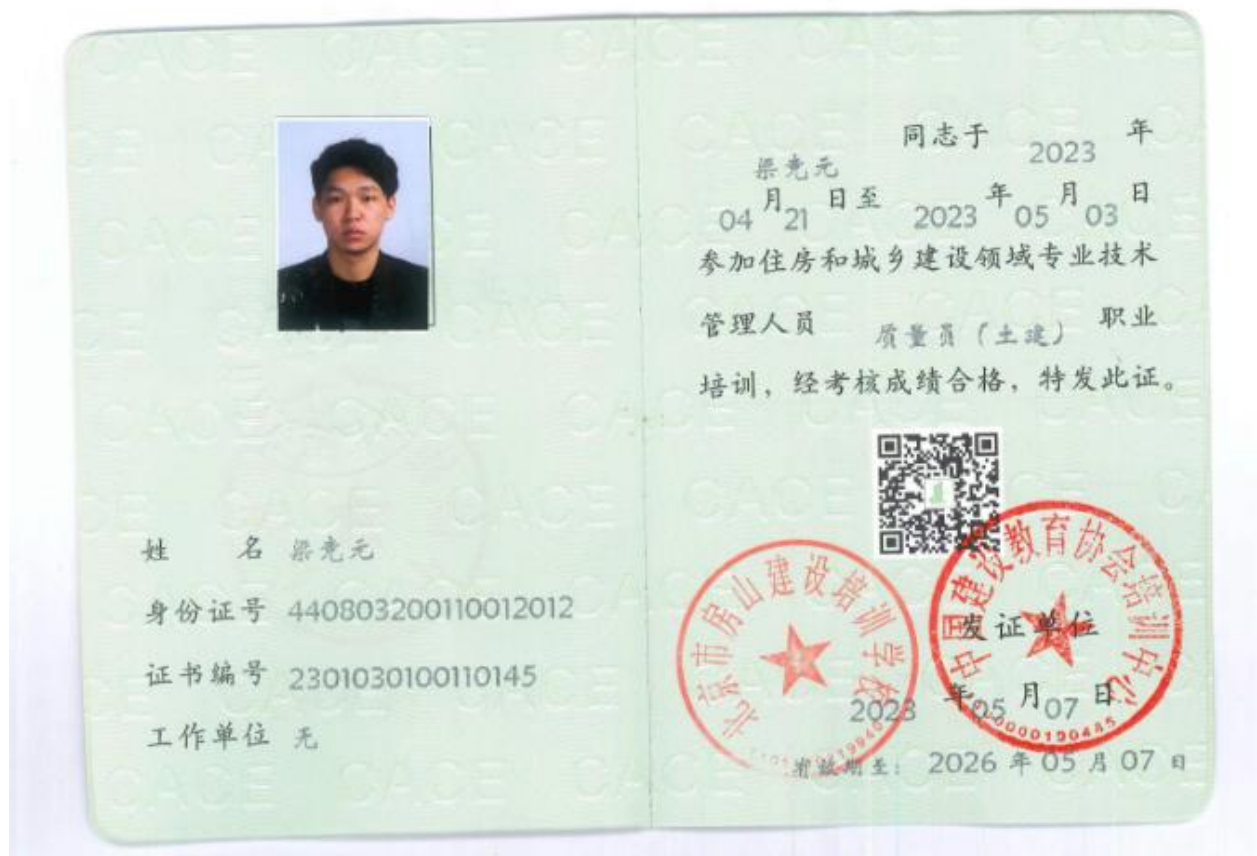 姓 名 梁竞元
身份证号 440803200110012012
证书编号 2301030100110145
工作单位 无
梁竞元 同志于 2023 年
04 月 21 日至 2023 年 05 月 03 日
参加住房和城乡建设领域专业技术
管理人员 质量员(土建) 职业
培训,经考核成绩合格,特发此证。
北京市房山建设培训学校
中国建设教育协会培训中心
发证单位
2023 年 05 月 07 日
有效期至: 2026 年 05 月 07 日
CACE